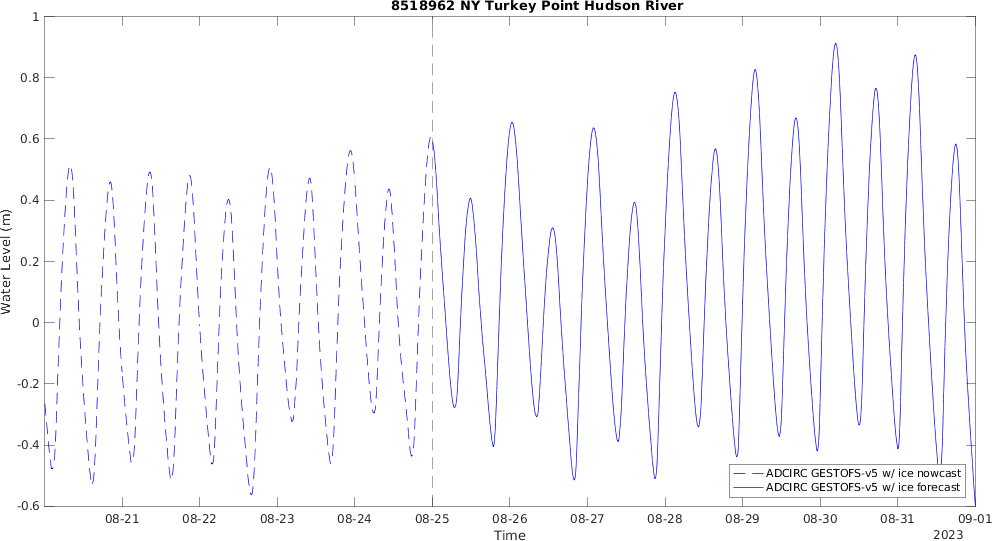 8518962 NY Turkey Point Hudson River
1
0.8
0.6
0.4
0.2
0
-0.2
-0.4
-0.6
Water Level (m)
ADCIRC GESTOFS-v5 w/ ice nowcast
ADCIRC GESTOFS-v5 w/ ice forecast
08-21 08-22 08-23 08-24 08-25 08-26 08-27 08-28 08-29 08-30 08-31 09-01
Time
2023